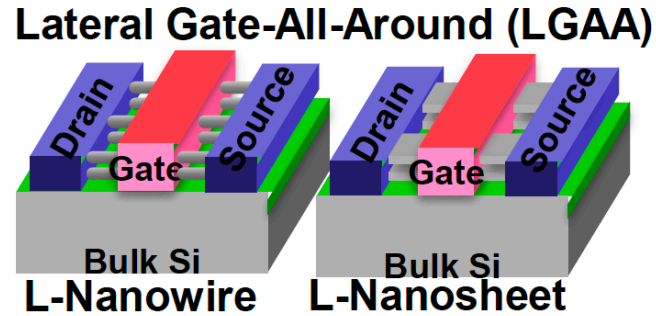 Lateral Gate-All-Around (LGAA)
Drain
Gate
Source
Bulk Si
L-Nanowire
Drain
Gate
Source
Bulk Si
L-Nanosheet